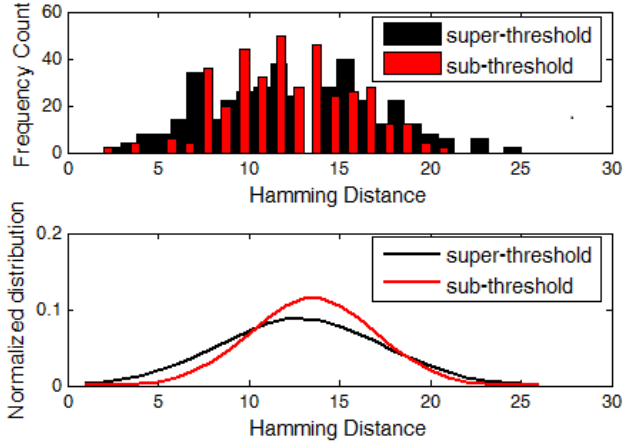 Frequency Count
60
40
20
0
super-threshold
sub-threshold
0 5 10 15 20 25 30
Hamming Distance
Normalized distribution
0.2
0.1
0
super-threshold
sub-threshold
0 5 10 15 20 25 30
Hamming Distance